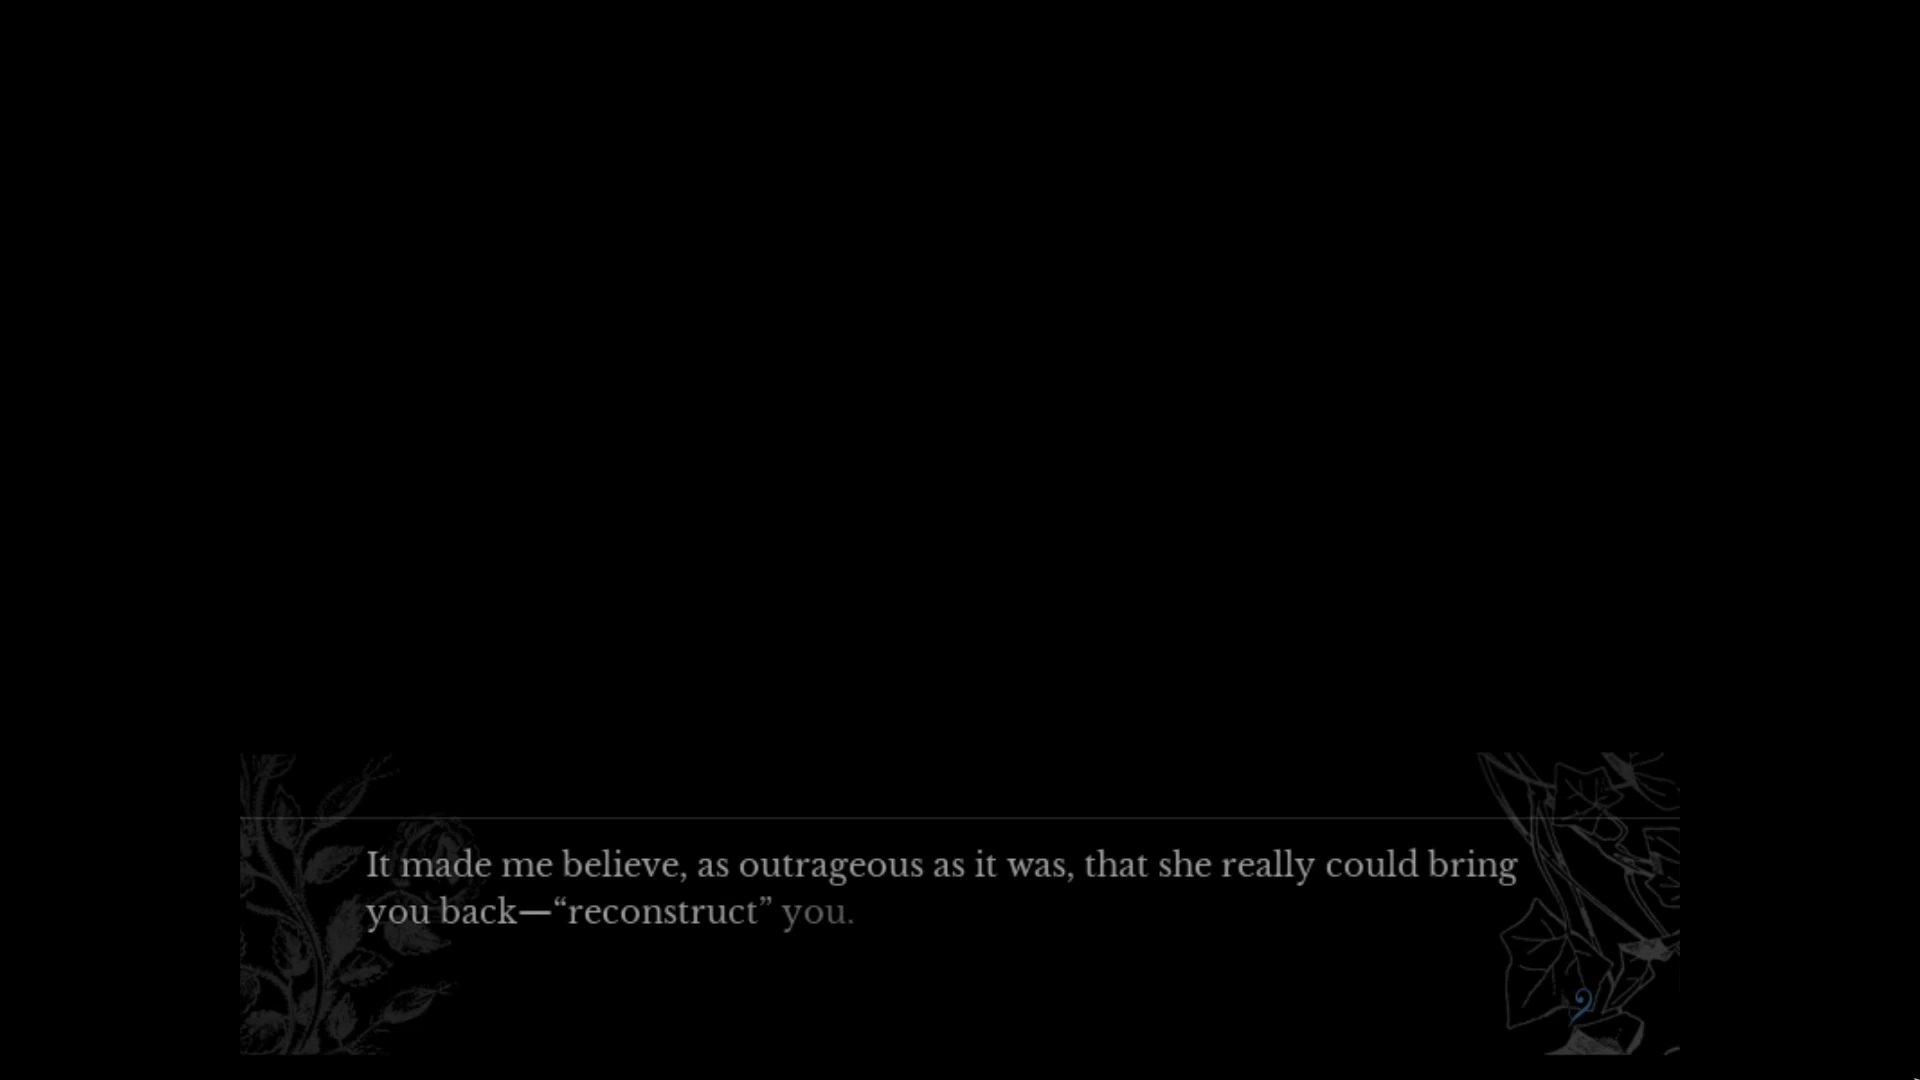 It made me believe, as outrageous as it was, that she really could bring
you back—“reconstruct” you.